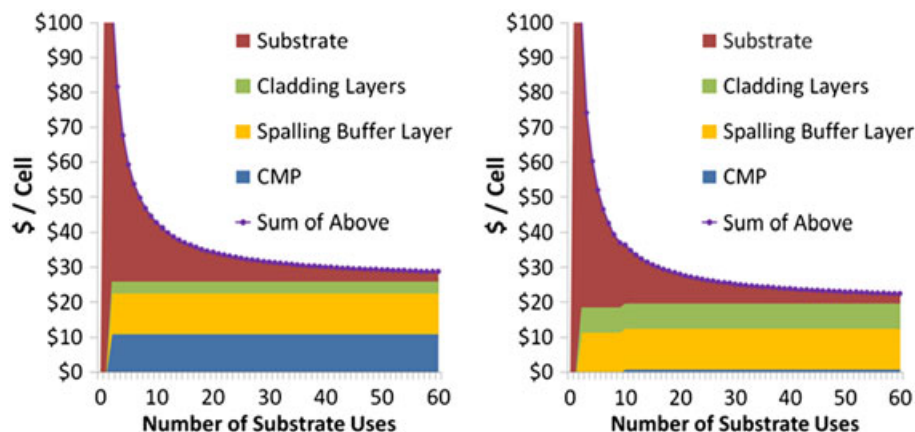 $100
$90
$80
$70
$60
$50
$40
$30
$20
$10
$0
$ / Cell
Substrate
Cladding Layers
Spalling Buffer Layer
CMP
Sum of Above
0 10 20 30 40 50 60
Number of Substrate Uses
$100
$90
$80
$70
$60
$50
$40
$30
$20
$10
$0
$ / Cell
Substrate
Cladding Layers
Spalling Buffer Layer
CMP
Sum of Above
0 10 20 30 40 50 60
Number of Substrate Uses